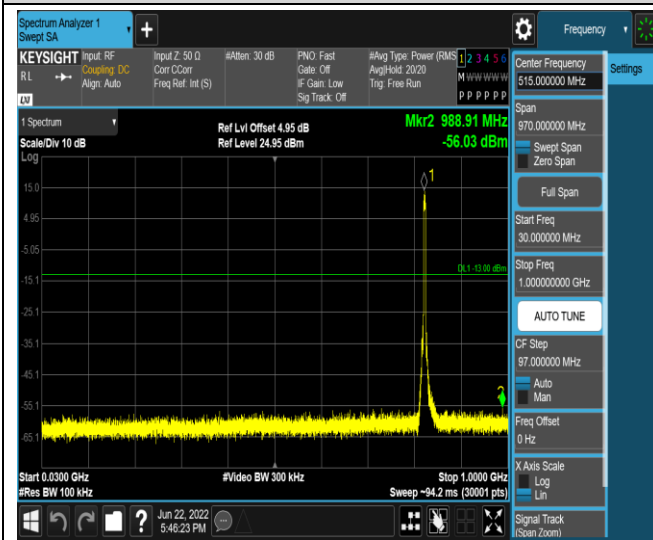 Spectrum Analyzer 1
Swept SA
+
Frequency
KEYSIGHT
R L
LXI
Input: RF
Coupling: DC
Align: Auto
Input Z: 50 Ω
Corr CCorr
Freq Ref: Int (S)
#Atten: 30 dB
PNO: Fast
Gate: Off
IF Gain: Low
Sig Track: Off
#Avg Type: Power (RMS
Avg|Hold: 20/20
Trig: Free Run
1 2 3 4 5 6
M W W W W W
P P P P P P
1 Spectrum
Scale/Div 10 dB
Log
Ref Lvl Offset 4.95 dB
Ref Level 24.95 dBm
Mkr2 988.91 MHz
-56.03 dBm
1
15.0
4.95
-5.05
DL1 -13.00 dBm
-15.1
-25.1
-35.1
-45.1
-55.1
-65.1
Start 0.0300 GHz
#Res BW 100 kHz
#Video BW 300 kHz
Stop 1.0000 GHz
Sweep ~94.2 ms (30001 pts)
?
Jun 22, 2022
5:46:23 PM
Center Frequency
515.000000 MHz
Settings
Span
970.000000 MHz
Swept Span
Zero Span
Full Span
Start Freq
30.000000 MHz
Stop Freq
1.000000000 GHz
AUTO TUNE
CF Step
97.000000 MHz
Auto
Man
Freq Offset
0 Hz
X Axis Scale
Log
Lin
Signal Track
(Span Zoom)